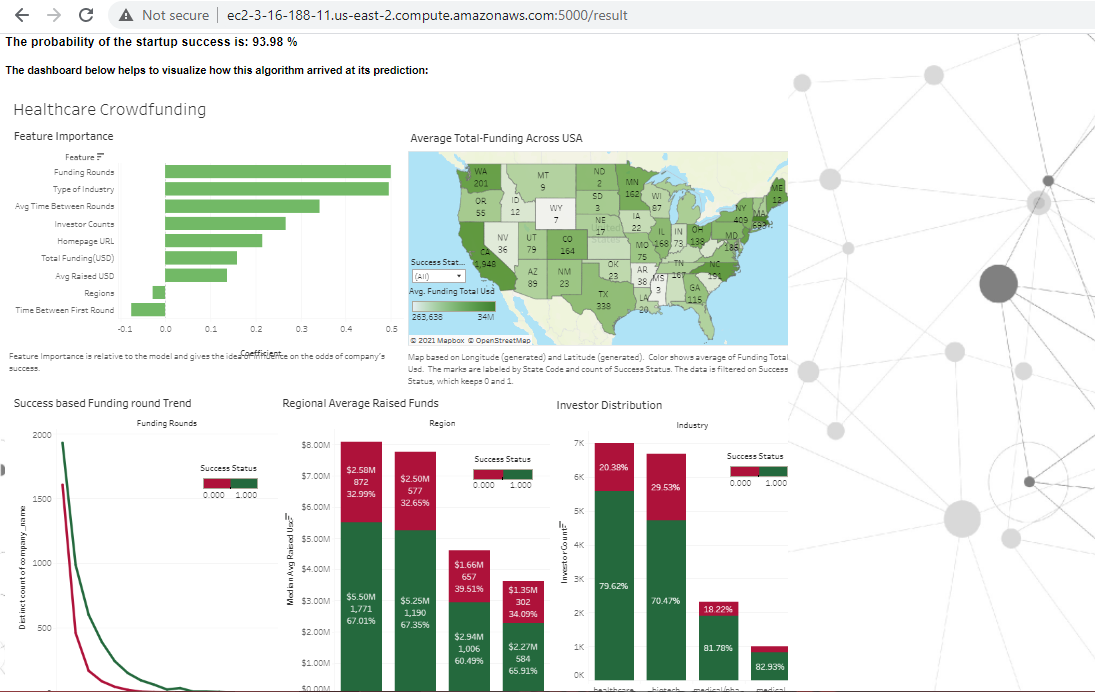 Not secure
ec2-3-16-188-11.us-east-2.compute.amazonaws.com:5000/result
The probability of the startup success is: 93.98 %
The dashboard below helps to visualize how this algorithm arrived at its prediction:
Healthcare Crowdfunding
Feature Importance
Feature
Funding Rounds
Type of Industry
Avg Time Between Rounds
Investor Counts
Homepage URL
Total Funding(USD)
Avg Raised USD
Regions
Time Between First Round
-0.1 0.0 0.1 0.2 0.3 0.4 0.5
Coefficient
Feature Importance is relative to the model and gives the idea of influence on the odds of company's
success.
Average Total-Funding Across USA
WA
201
MT
9
ND
2
MN
162
ME
12
OR
55
ID
12
WY
7
SD
3
WI
87
NY
409
MA
NV
36
UT
79
CO
164
NE
17
IA
22
IL
168
IN
73
OH
138
MD
CA
1,948
AZ
89
NM
23
OK
23
MO
75
AR
38
TN
167
NC
191
MS
3
TX
338
LA
20
GA
115
Success Stat...
(All)
Avg. Funding Total Usd
263,638 34M
© 2021 Mapbox © OpenStreetMap
Map based on Longitude (generated) and Latitude (generated). Color shows average of Funding Total
Usd. The marks are labeled by State Code and count of Success Status. The data is filtered on Success
Status, which keeps 0 and 1.
Success based Funding round Trend
Funding Rounds
2000
1500
1000
500
Distinct count of company_name
Success Status
0.000 1.000
Regional Average Raised Funds
Region
$8.00M
$7.00M
$6.00M
$5.00M
$4.00M
$3.00M
$2.00M
$1.00M
$0.00M
Median Avg Raised Usd
Success Status
0.000 1.000
$2.58M
872
32.99%
$5.50M
1,771
67.01%
$2.50M
577
32.65%
$5.25M
1,190
67.35%
$1.66M
657
39.51%
$2.94M
1,006
60.49%
$1.35M
302
34.09%
$2.27M
584
65.91%
Investor Distribution
Industry
7K
6K
5K
4K
3K
2K
1K
0K
Investor Count
Success Status
0.000 1.000
20.38%
79.62%
29.53%
70.47%
18.22%
81.78%
82.93%
healthcare biotech medical/pha.. medical